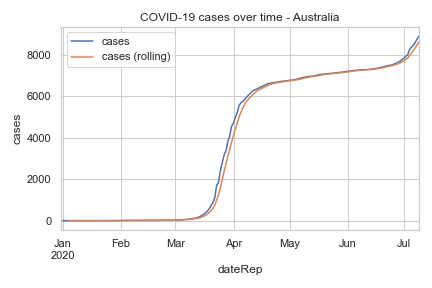 COVID-19 cases over time - Australia
cases
cases (rolling)
8000
6000
4000
2000
0
cases
Jan
2020
Feb
Mar
Apr
May
Jun
Jul
dateRep